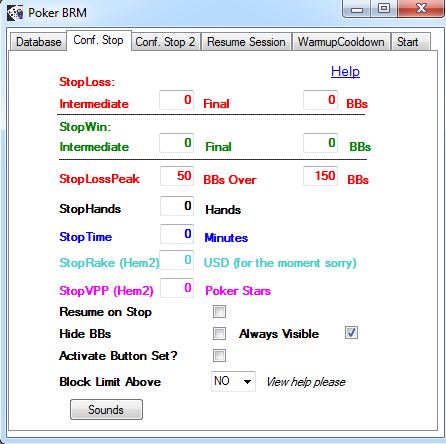 Poker BRM
Database Conf. Stop Conf. Stop 2 Resume Session WarmupCooldown Start
Help
StopLoss:
Intermediate 0 Final 0 BBs
StopWin:
Intermediate 0 Final 0 BBs
StopLossPeak 50 BBs Over 150 BBs
StopHands 0 Hands
StopTime 0 Minutes
StopRake (Hem2) 0 USD (for the moment sorry)
StopVPP (Hem2) 0 Poker Stars
Resume on Stop
Hide BBs Always Visible
Activate Button Set?
Block Limit Above NO View help please
Sounds